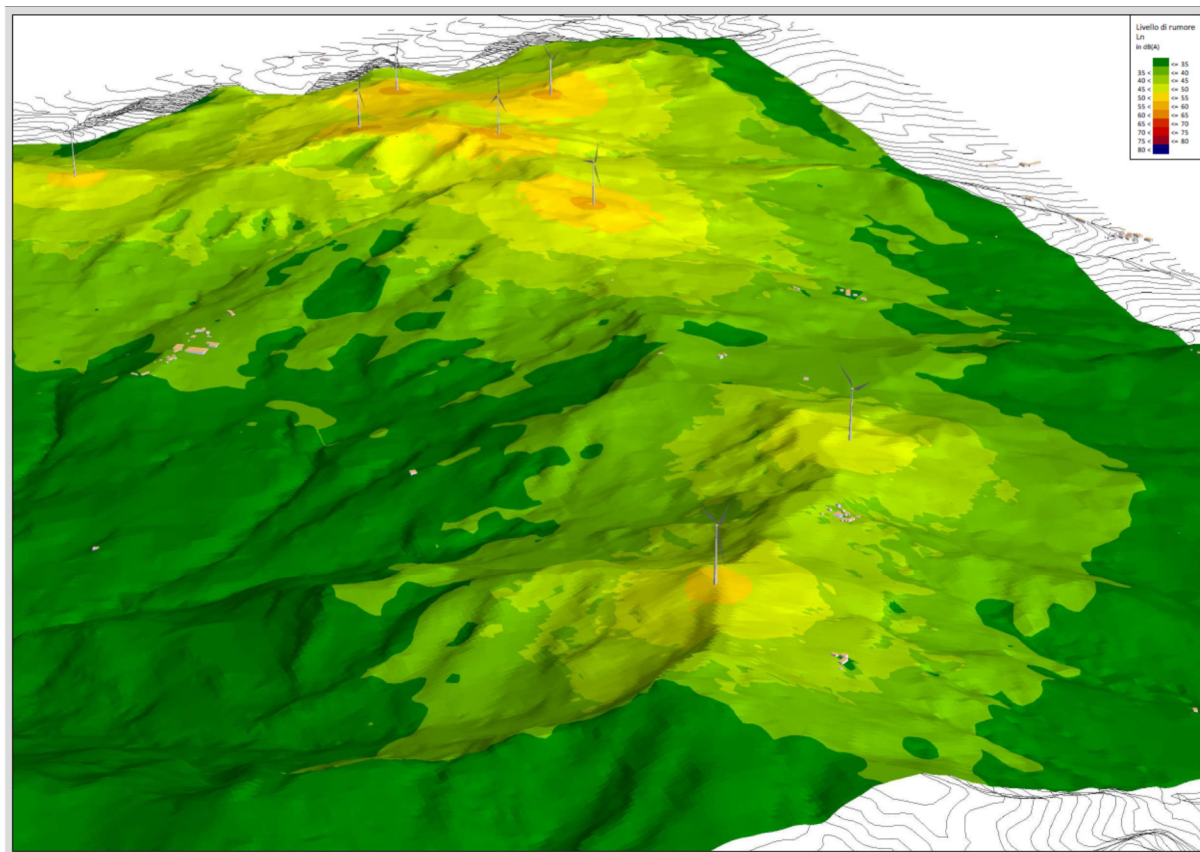 Livello di rumore
Ln
in dB(A)
<= 35
35 < <= 40
40 < <= 45
45 < <= 50
50 < <= 55
55 < <= 60
60 < <= 65
65 < <= 70
70 < <= 75
75 < <= 80
80 <